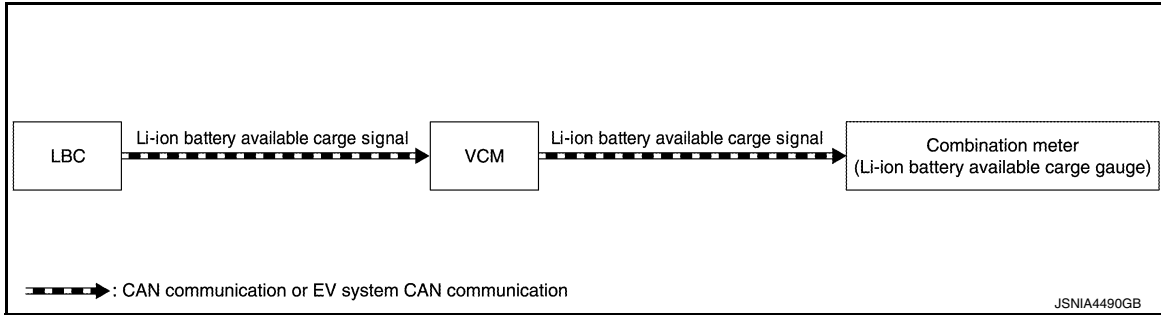 Li-ion battery available carge signal
Li-ion battery available carge signal
LBC
VCM
Combination meter
(Li-ion battery available carge gauge)
: CAN communication or EV system CAN communication
JSNIA4490GB